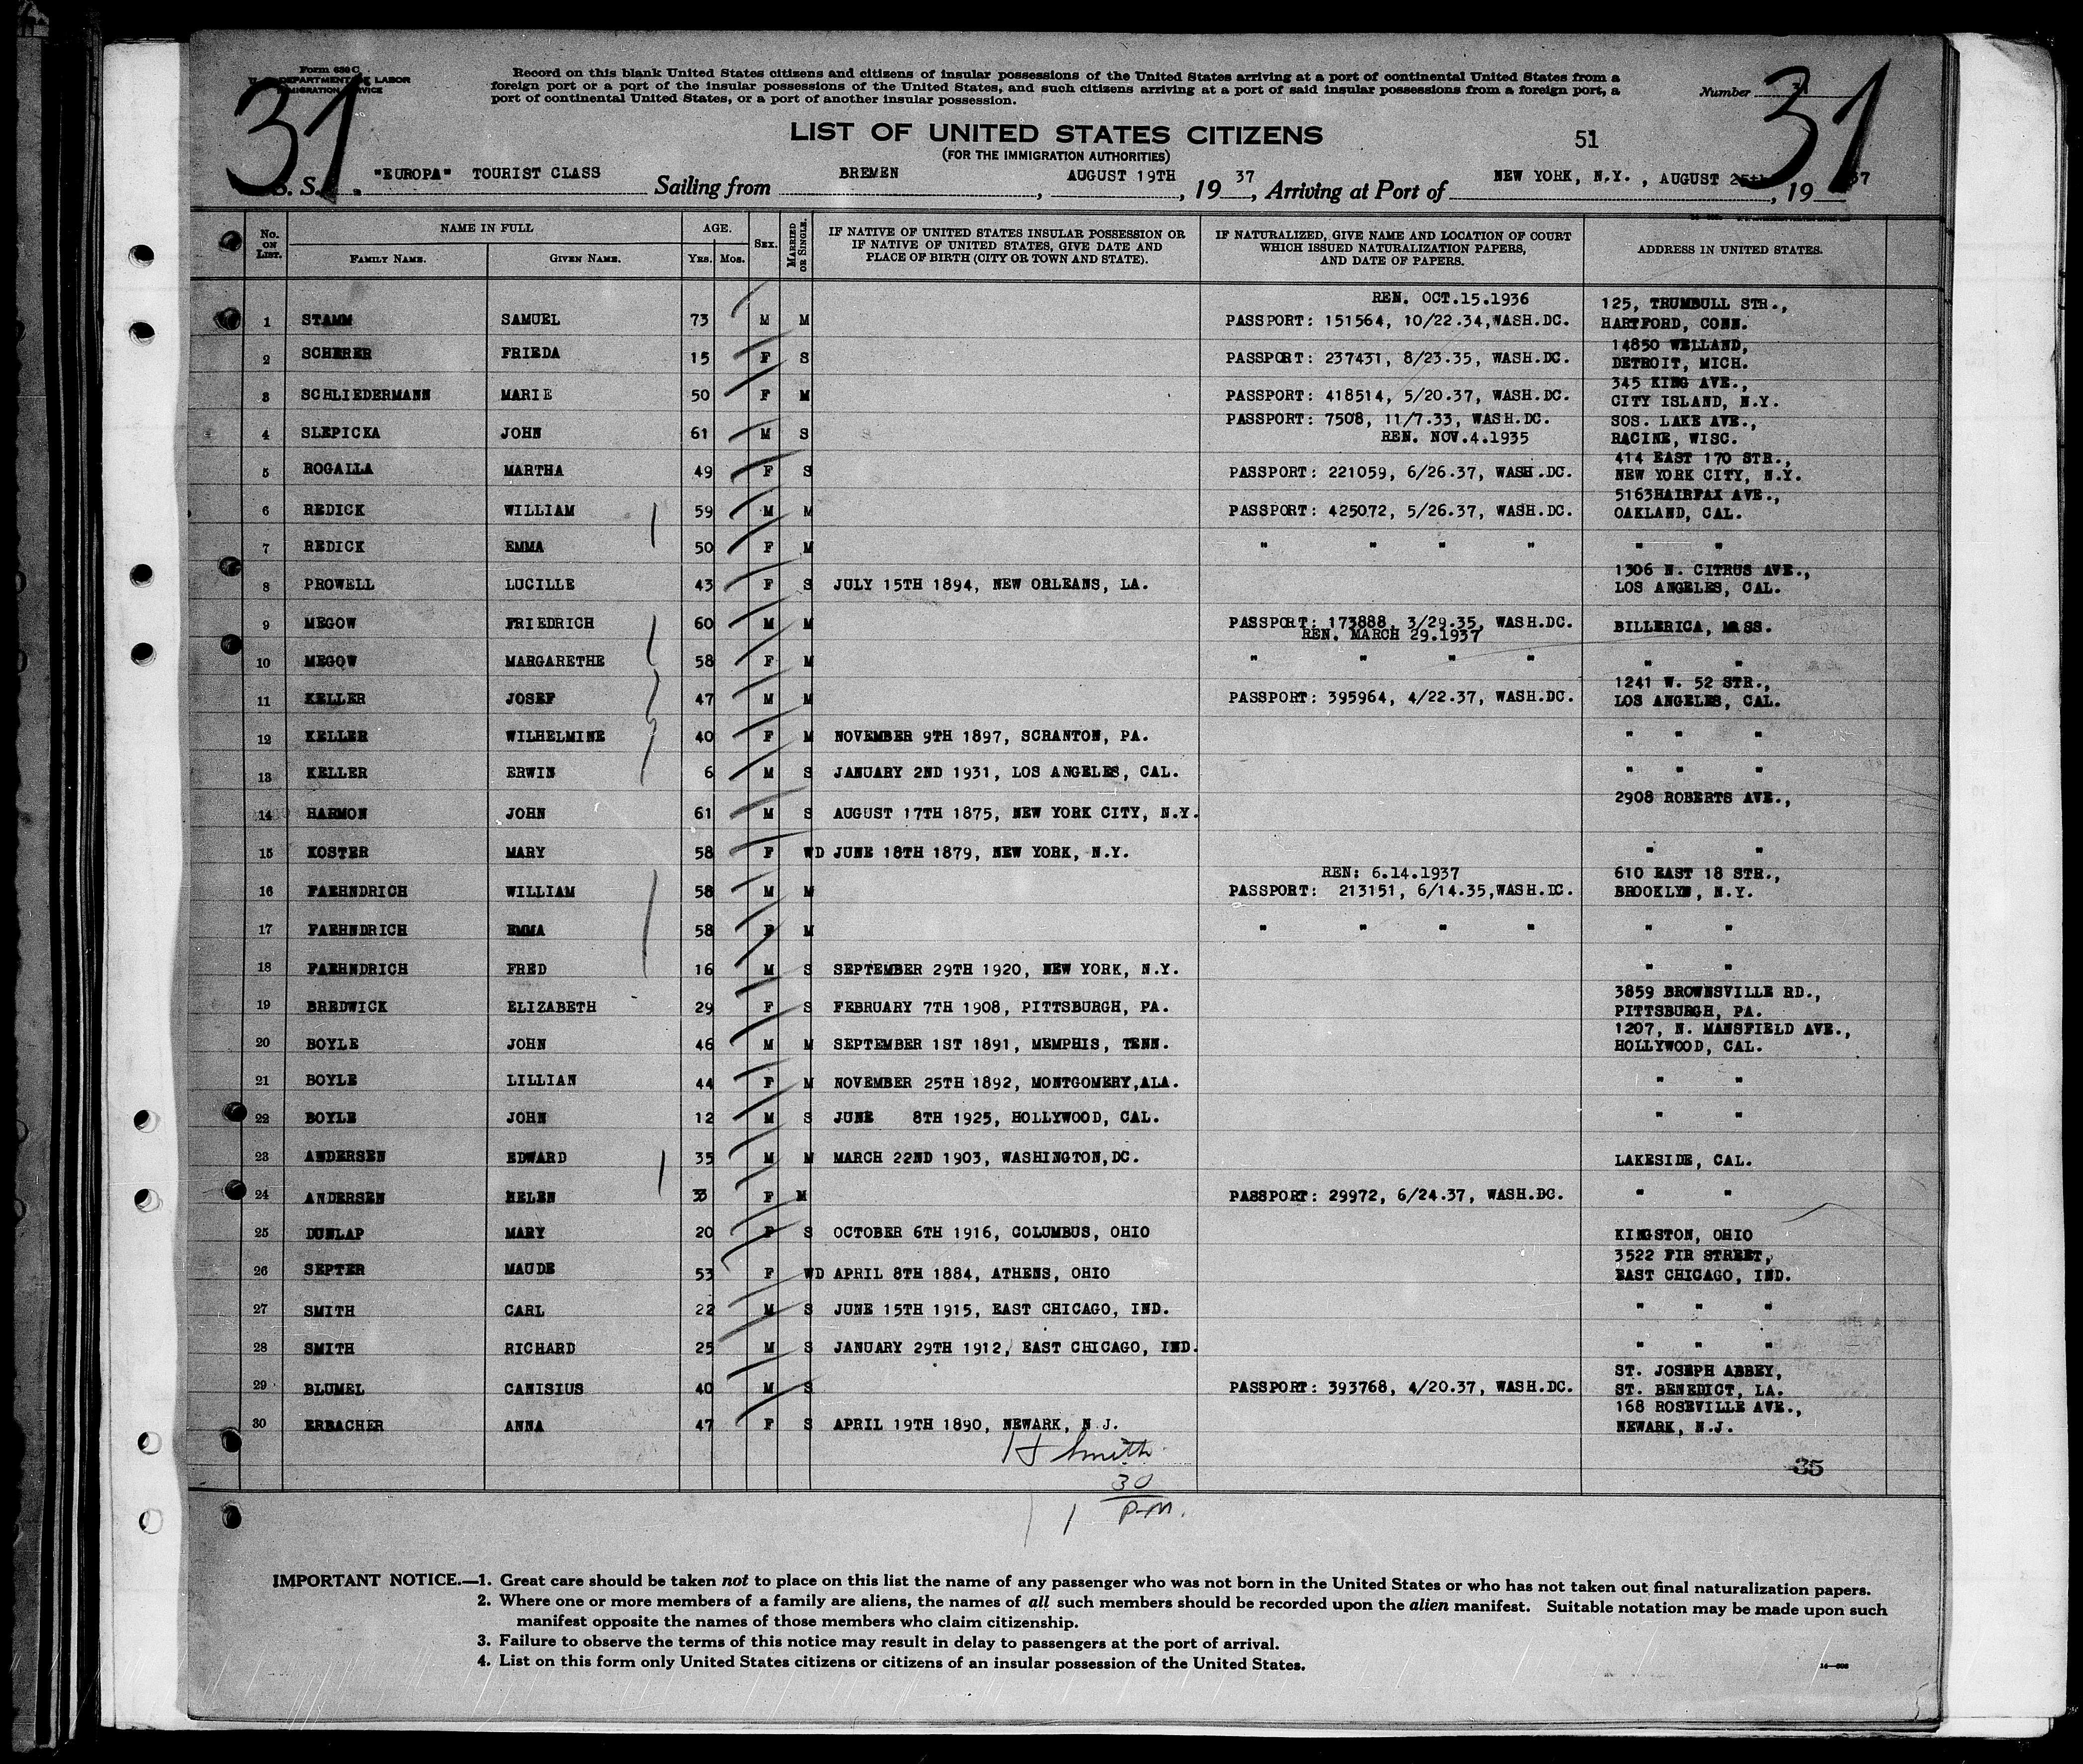 Form 630 C
U. S. DEPARTMENT OF LABOR
IMMIGRATION SERVICE
31
Record on this blank United States citizens and citizens of insular possessions of the United States arriving at a port of continental United States from a
foreign port or a port of the insular possessions of the United States, and such citizens arriving at a port of said insular possessions from a foreign port, a
port of continental United States, or a port of another insular possession.
Number 31
31
LIST OF UNITED STATES CITIZENS
51
(FOR THE IMMIGRATION AUTHORITIES)
S. S. "EUROPA" TOURIST CLASS Sailing from BREMEN, AUGUST 19TH, 1937, Arriving at Port of NEW YORK, N.Y., AUGUST 25th, 1937
No. ON LIST. NAME IN FULL FAMILY NAME. GIVEN NAME. AGE. YRS. MOS. SEX. MARRIED OR SINGLE.
IF NATIVE OF UNITED STATES INSULAR POSSESSION OR
IF NATIVE OF UNITED STATES, GIVE DATE AND
PLACE OF BIRTH (CITY OR TOWN AND STATE).
IF NATURALIZED, GIVE NAME AND LOCATION OF COURT
WHICH ISSUED NATURALIZATION PAPERS,
AND DATE OF PAPERS.
ADDRESS IN UNITED STATES.
REN. OCT.15.1936 125, TRUMBULL STR.,
1 STAMM SAMUEL 73 M M PASSPORT: 151564, 10/22.34,WASH.DC. HARTFORD, CONN.
14850 WELLAND,
2 SCHERER FRIEDA 15 F S PASSPORT: 237431, 8/23.35, WASH.DC. DETROIT, MICH.
345 KING AVE.,
3 SCHLIEDERMANN MARIE 50 F M PASSPORT: 418514, 5/20.37, WASH.DC. CITY ISLAND, N.Y.
PASSPORT: 7508, 11/7.33, WASH.DC. SOS. LAKE AVE.,
4 SLEPICKA JOHN 61 M S REN. NOV.4.1935 RACINE, WISC.
414 EAST 170 STR.,
5 ROGALLA MARTHA 49 F S PASSPORT: 221059, 6/26.37, WASH.DC. NEW YORK CITY, N.Y.
5163HAIRFAX AVE.,
6 REDICK WILLIAM 59 M M PASSPORT: 425072, 5/26.37, WASH.DC. OAKLAND, CAL.
7 REDICK EMMA 50 F M " " " " " "
1306 N. CITRUS AVE.,
8 PROWELL LUCILLE 43 F S JULY 15TH 1894, NEW ORLEANS, LA. LOS ANGELES, CAL.
9 MEGOW FRIEDRICH 60 M M PASSPORT: 173888, 3/29.35, WASH.DC. BILLERICA, MASS.
REN. MARCH 29.1937
10 MEGOW MARGARETHE 58 F M " " " " " "
1241 W. 52 STR.,
11 KELLER JOSEF 47 M M PASSPORT: 395964, 4/22.37, WASH.DC. LOS ANGELES, CAL.
12 KELLER WILHELMINE 40 F M NOVEMBER 9TH 1897, SCRANTON, PA. " " "
13 KELLER ERWIN 6 M S JANUARY 2ND 1931, LOS ANGELES, CAL. " " "
2908 ROBERTS AVE.,
14 HARMON JOHN 61 M S AUGUST 17TH 1875, NEW YORK CITY, N.Y.
15 KOSTER MARY 58 F WD JUNE 18TH 1879, NEW YORK, N.Y. " "
REN: 6.14.1937 610 EAST 18 STR.,
16 FAEHNDRICH WILLIAM 58 M M PASSPORT: 213151, 6/14.35,WASH.DC. BROOKLYN, N.Y.
17 FAEHNDRICH EMMA 58 F M " " " " " "
18 FAEHNDRICH FRED 16 M S SEPTEMBER 29TH 1920, NEW YORK, N.Y. " "
3859 BROWNSVILLE RD.,
19 BREDWICK ELIZABETH 29 F S FEBRUARY 7TH 1908, PITTSBURGH, PA. PITTSBURGH, PA.
1207, N. MANSFIELD AVE.,
20 BOYLE JOHN 46 M M SEPTEMBER 1ST 1891, MEMPHIS, TENN. HOLLYWOOD, CAL.
21 BOYLE LILLIAN 44 F M NOVEMBER 25TH 1892, MONTGOMERY,ALA. " "
22 BOYLE JOHN 12 M S JUNE 8TH 1925, HOLLYWOOD, CAL. " "
23 ANDERSEN EDWARD 35 M M MARCH 22ND 1903, WASHINGTON,DC. LAKESIDE, CAL.
24 ANDERSEN HELEN F M PASSPORT: 29972, 6/24.37, WASH.DC. " "
25 DUNLAP MARY 20 F S OCTOBER 6TH 1916, COLUMBUS, OHIO KINGSTON, OHIO
3522 FIR STREET,
26 SEPTER MAUDE 53 F WD APRIL 8TH 1884, ATHENS, OHIO EAST CHICAGO, IND.
27 SMITH CARL 22 M S JUNE 15TH 1915, EAST CHICAGO, IND. " " "
28 SMITH RICHARD 25 M S JANUARY 29TH 1912, EAST CHICAGO, IND. " " "
ST. JOSEPH ABBEY,
29 BLUMEL CANISIUS 40 M S PASSPORT: 393768, 4/20.37, WASH.DC. ST. BENEDICT, LA.
168 ROSEVILLE AVE.,
30 ERBACHER ANNA 47 F S APRIL 19TH 1890, NEWARK, N.J. NEWARK, N.J.
H Smith
35
30
1 P.M.
IMPORTANT NOTICE.—1. Great care should be taken not to place on this list the name of any passenger who was not born in the United States or who has not taken out final naturalization papers.
2. Where one or more members of a family are aliens, the names of all such members should be recorded upon the alien manifest. Suitable notation may be made upon such
manifest opposite the names of those members who claim citizenship.
3. Failure to observe the terms of this notice may result in delay to passengers at the port of arrival.
4. List on this form only United States citizens or citizens of an insular possession of the United States.